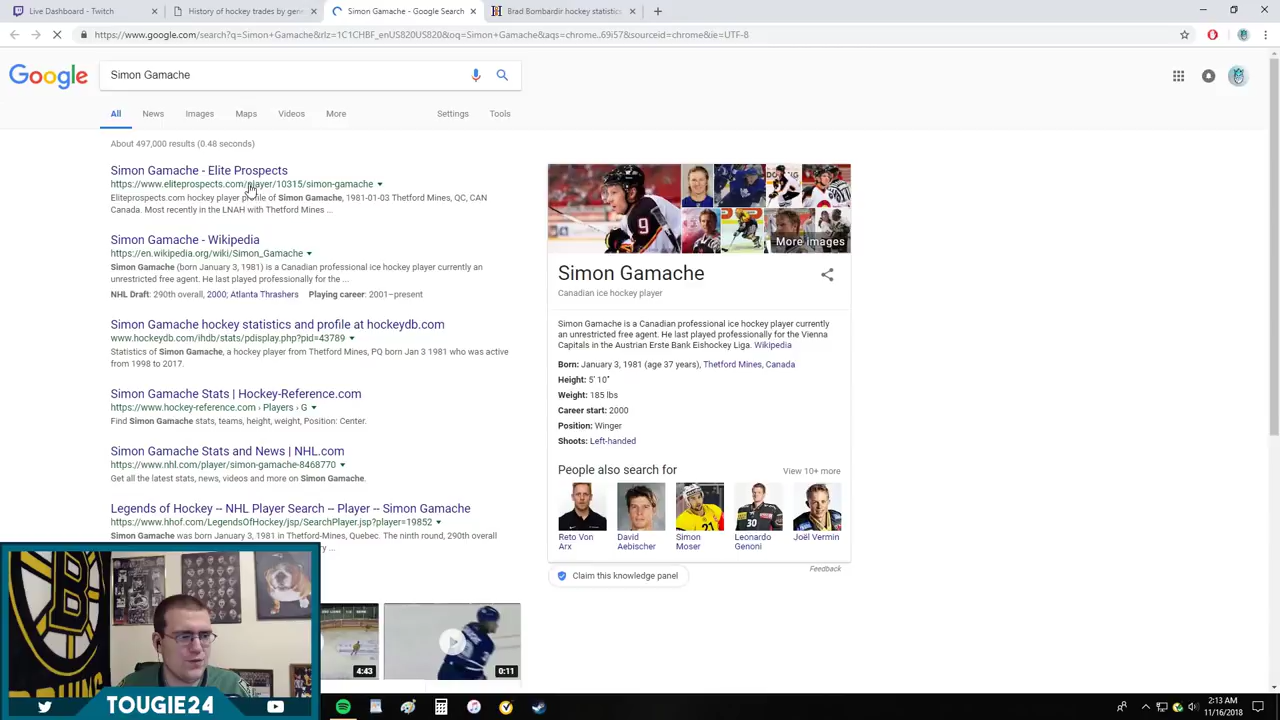 Live Dashboard - Twitch
History of hockey trades by gene
Simon Gamache - Google Search
Brad Bombardir hockey statistics
https://www.google.com/search?q=Simon+Gamache&rlz=1C1CHBF_enUS820US820&oq=Simon+Gamache&aqs=chrome..69i57&sourceid=chrome&ie=UTF-8
Google
Simon Gamache
All
News
Images
Maps
Videos
More
Settings
Tools
About 497,000 results (0.48 seconds)
Simon Gamache - Elite Prospects
https://www.eliteprospects.com/player/10315/simon-gamache
Eliteprospects.com hockey player profile of Simon Gamache, 1981-01-03 Thetford Mines, QC, CAN
Canada. Most recently in the LNAH with Thetford Mines ...
Simon Gamache - Wikipedia
https://en.wikipedia.org/wiki/Simon_Gamache
Simon Gamache (born January 3, 1981) is a Canadian professional ice hockey player currently an
unrestricted free agent. He last played professionally for the ...
NHL Draft: 290th overall, 2000; Atlanta Thrashers Playing career: 2001–present
Simon Gamache hockey statistics and profile at hockeydb.com
www.hockeydb.com/ihdb/stats/pdisplay.php?pid=43789
Statistics of Simon Gamache, a hockey player from Thetford Mines, PQ born Jan 3 1981 who was active
from 1998 to 2017.
Simon Gamache Stats | Hockey-Reference.com
https://www.hockey-reference.com › Players › G
Find Simon Gamache stats, teams, height, weight, Position: Center.
Simon Gamache Stats and News | NHL.com
https://www.nhl.com/player/simon-gamache-8468770
Get all the latest stats, news, videos and more on Simon Gamache.
Legends of Hockey -- NHL Player Search -- Player -- Simon Gamache
https://www.hhof.com/LegendsOfHockey/jsp/SearchPlayer.jsp?player=19852
Simon Gamache was born January 3, 1981 in Thetford-Mines, Quebec. The ninth round, 290th overall
...
4:43
0:11
9
More images
Simon Gamache
Canadian ice hockey player
Simon Gamache is a Canadian professional ice hockey player currently
an unrestricted free agent. He last played professionally for the Vienna
Capitals in the Austrian Erste Bank Eishockey Liga. Wikipedia
Born: January 3, 1981 (age 37 years), Thetford Mines, Canada
Height: 5′ 10″
Weight: 185 lbs
Career start: 2000
Position: Winger
Shoots: Left-handed
People also search for
View 10+ more
21
30
Reto Von
Arx
David
Aebischer
Simon
Moser
Leonardo
Genoni
Joël Vermin
Feedback
Claim this knowledge panel
B
BRUINS
TOUGIE24
2:13 AM
11/16/2018